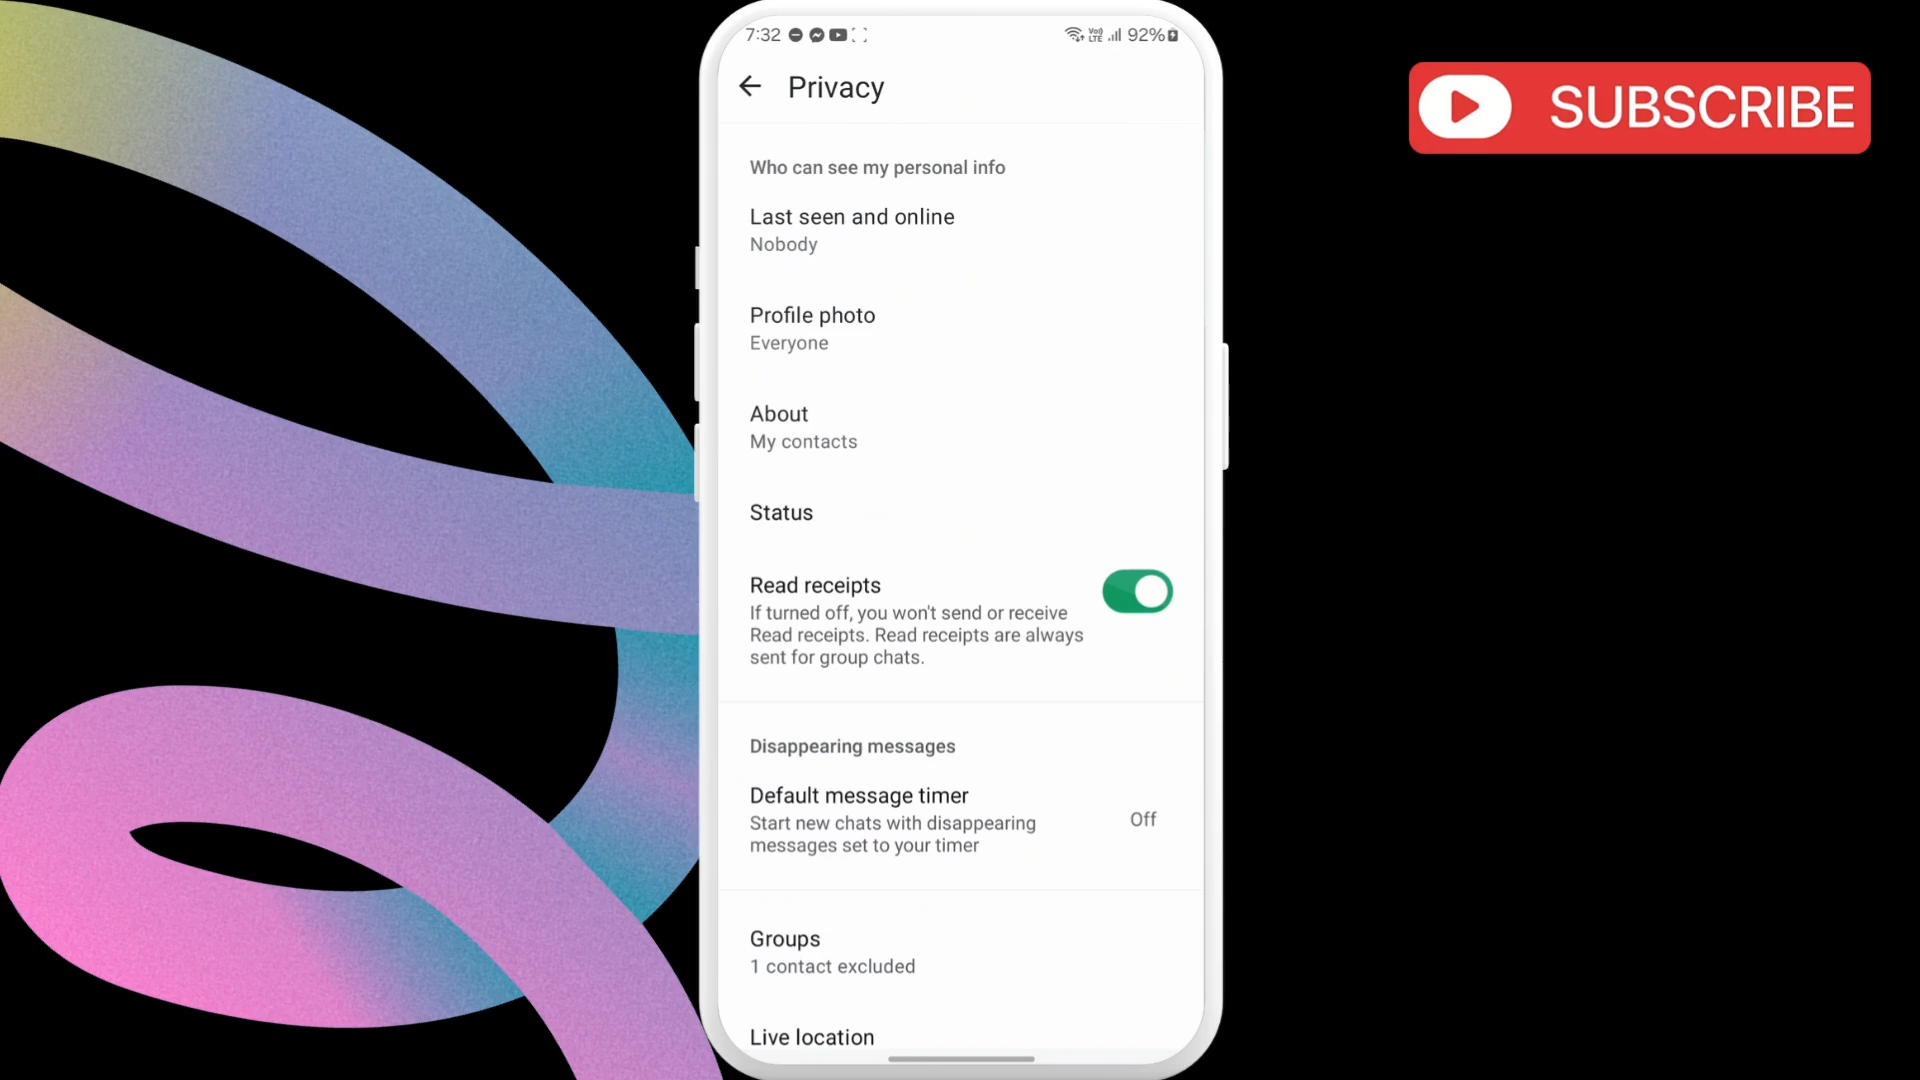 7:32
Vo) LTE
92%
Privacy
SUBSCRIBE
Who can see my personal info
Last seen and online
Nobody
Profile photo
Everyone
About
My contacts
Status
Read receipts
If turned off, you won't send or receive
Read receipts. Read receipts are always
sent for group chats.
Disappearing messages
Default message timer
Start new chats with disappearing
messages set to your timer
Off
Groups
1 contact excluded
Live location